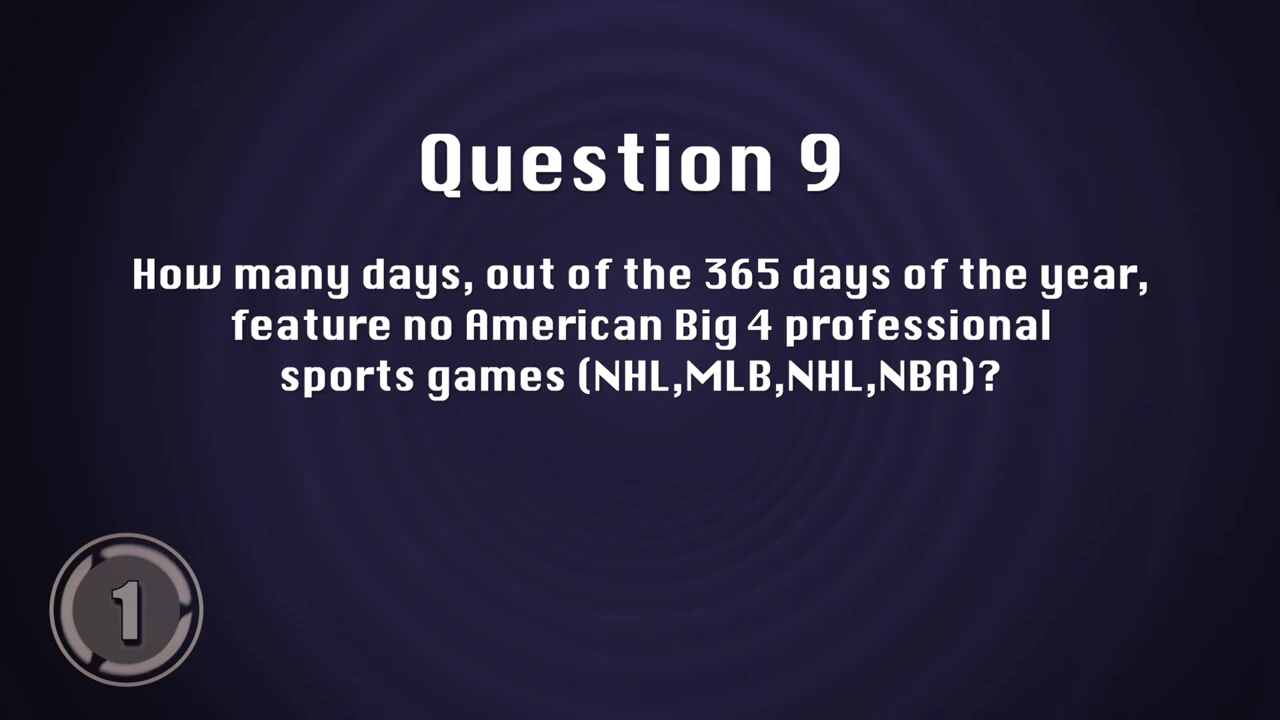 Question 9
How many days, out of the 365 days of the year,
feature no American Big 4 professional
sports games (NHL,MLB,NHL,NBA)?
1